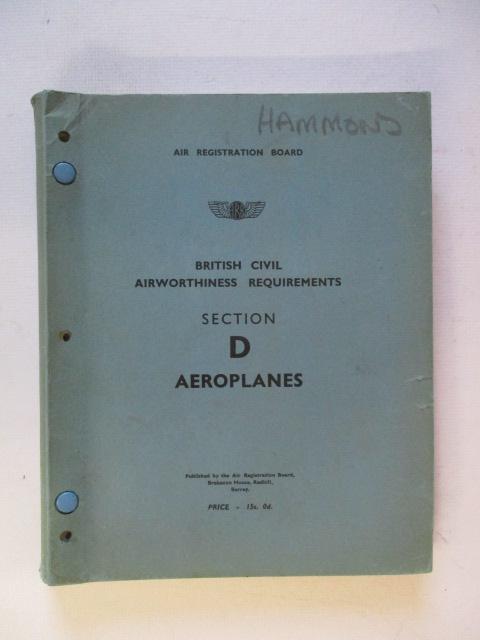 HAMMOND
AIR REGISTRATION BOARD
ARB
BRITISH CIVIL
AIRWORTHINESS REQUIREMENTS
SECTION
D
AEROPLANES
Published by the Air Registration Board,
Brabazon House, Redhill,
Surrey.
PRICE - 15s. 0d.